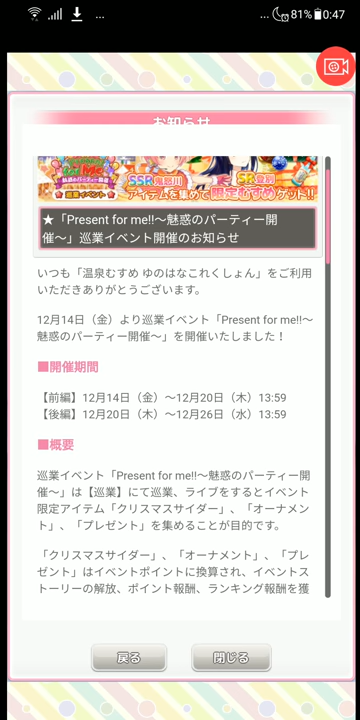 ... ... 81% 0:47
お知らせ
巡業イベント
SSR鬼怒川 SR登別
アイテムを集めて限定むすめゲット!!
★「Present for me!!～魅惑のパーティー開
催～」巡業イベント開催のお知らせ
いつも「温泉むすめ ゆのはなこれくしょん」をご利用
いただきありがとうございます。
12月14日（金）より巡業イベント「Present for me!!～
魅惑のパーティー開催～」を開催いたしました！
■開催期間
【前編】12月14日（金）～12月20日（木）13:59
【後編】12月20日（木）～12月26日（水）13:59
■概要
巡業イベント「Present for me!!～魅惑のパーティー開
催～」は【巡業】にて巡業、ライブをするとイベント
限定アイテム「クリスマスサイダー」、「オーナメン
ト」、「プレゼント」を集めることが目的です。
「クリスマスサイダー」、「オーナメント」、「プレ
ゼント」はイベントポイントに換算され、イベントス
トーリーの解放、ポイント報酬、ランキング報酬を獲
戻る 閉じる